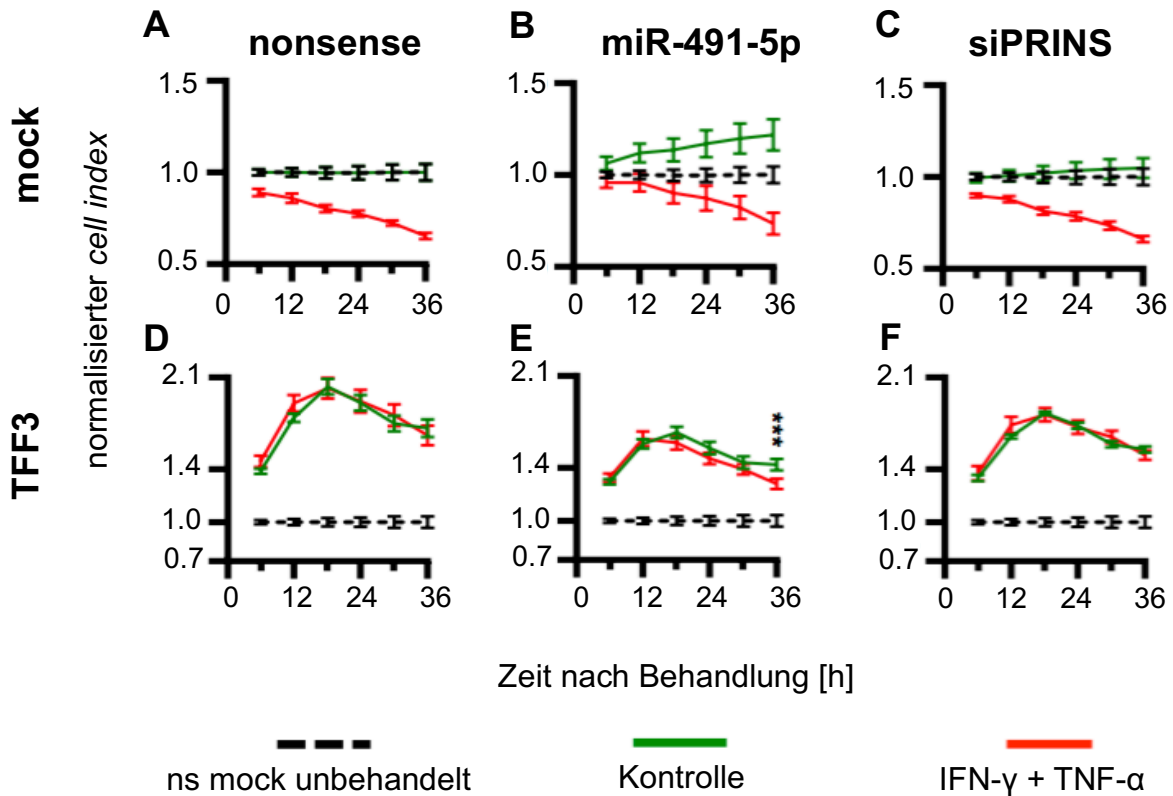 A
nonsense
B
miR-491-5p
C
siPRINS
mock
normalisierter cell index
1.5
1.0
0.5
0 12 24 36
1.5
1.0
0.5
0 12 24 36
1.5
1.0
0.5
0 12 24 36
TFF3
D
2.1
1.4
1.0
0.7
0 12 24 36
E
2.1
1.4
1.0
0.7
***
0 12 24 36
F
2.1
1.4
1.0
0.7
0 12 24 36
Zeit nach Behandlung [h]
ns mock unbehandelt
Kontrolle
IFN-γ + TNF-α